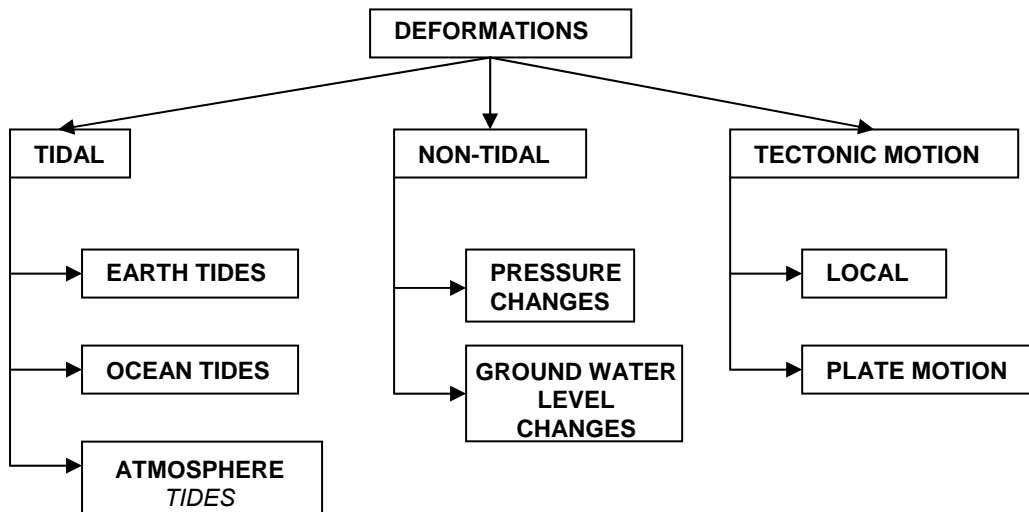 DEFORMATIONS
TIDAL
NON-TIDAL
TECTONIC MOTION
EARTH TIDES
OCEAN TIDES
ATMOSPHERE
TIDES
PRESSURE
CHANGES
GROUND WATER
LEVEL
CHANGES
LOCAL
PLATE MOTION